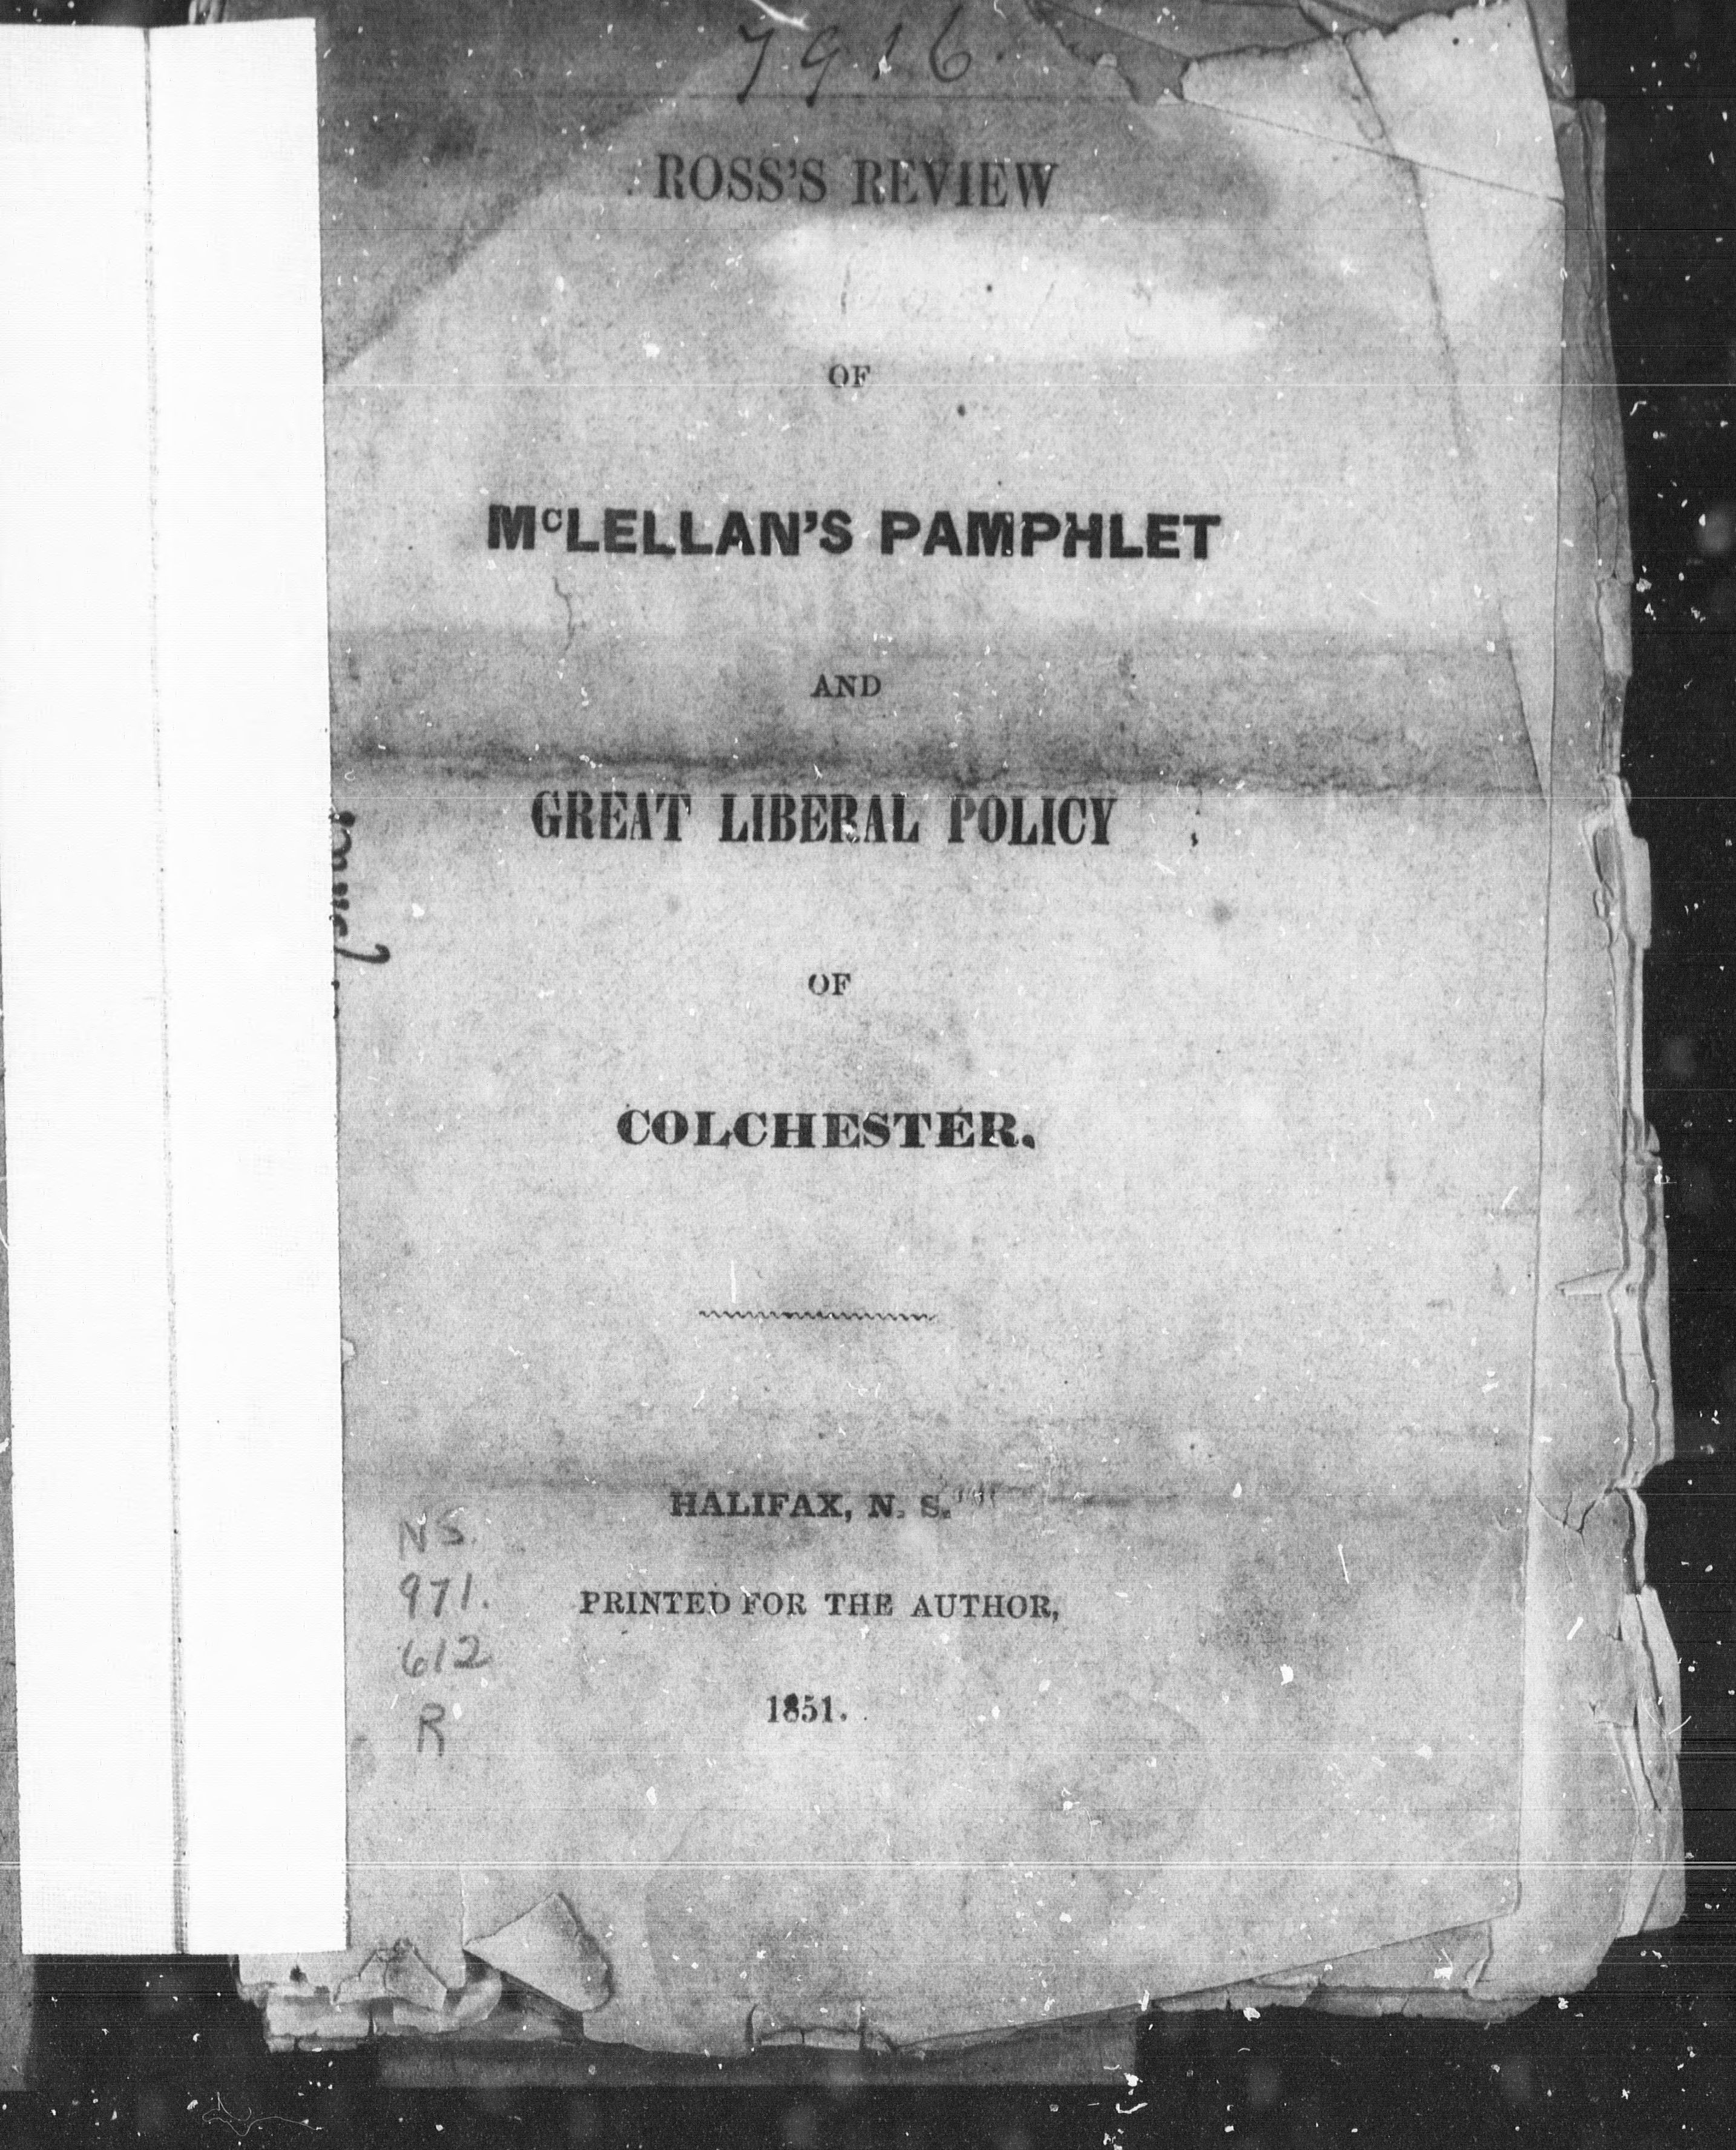 7916.
ROSS'S REVIEW
OF
McLELLAN'S PAMPHLET
AND
GREAT LIBERAL POLICY
OF
COLCHESTER.
HALIFAX, N. S.
PRINTED FOR THE AUTHOR,
1851.
NS.
971.
612
R